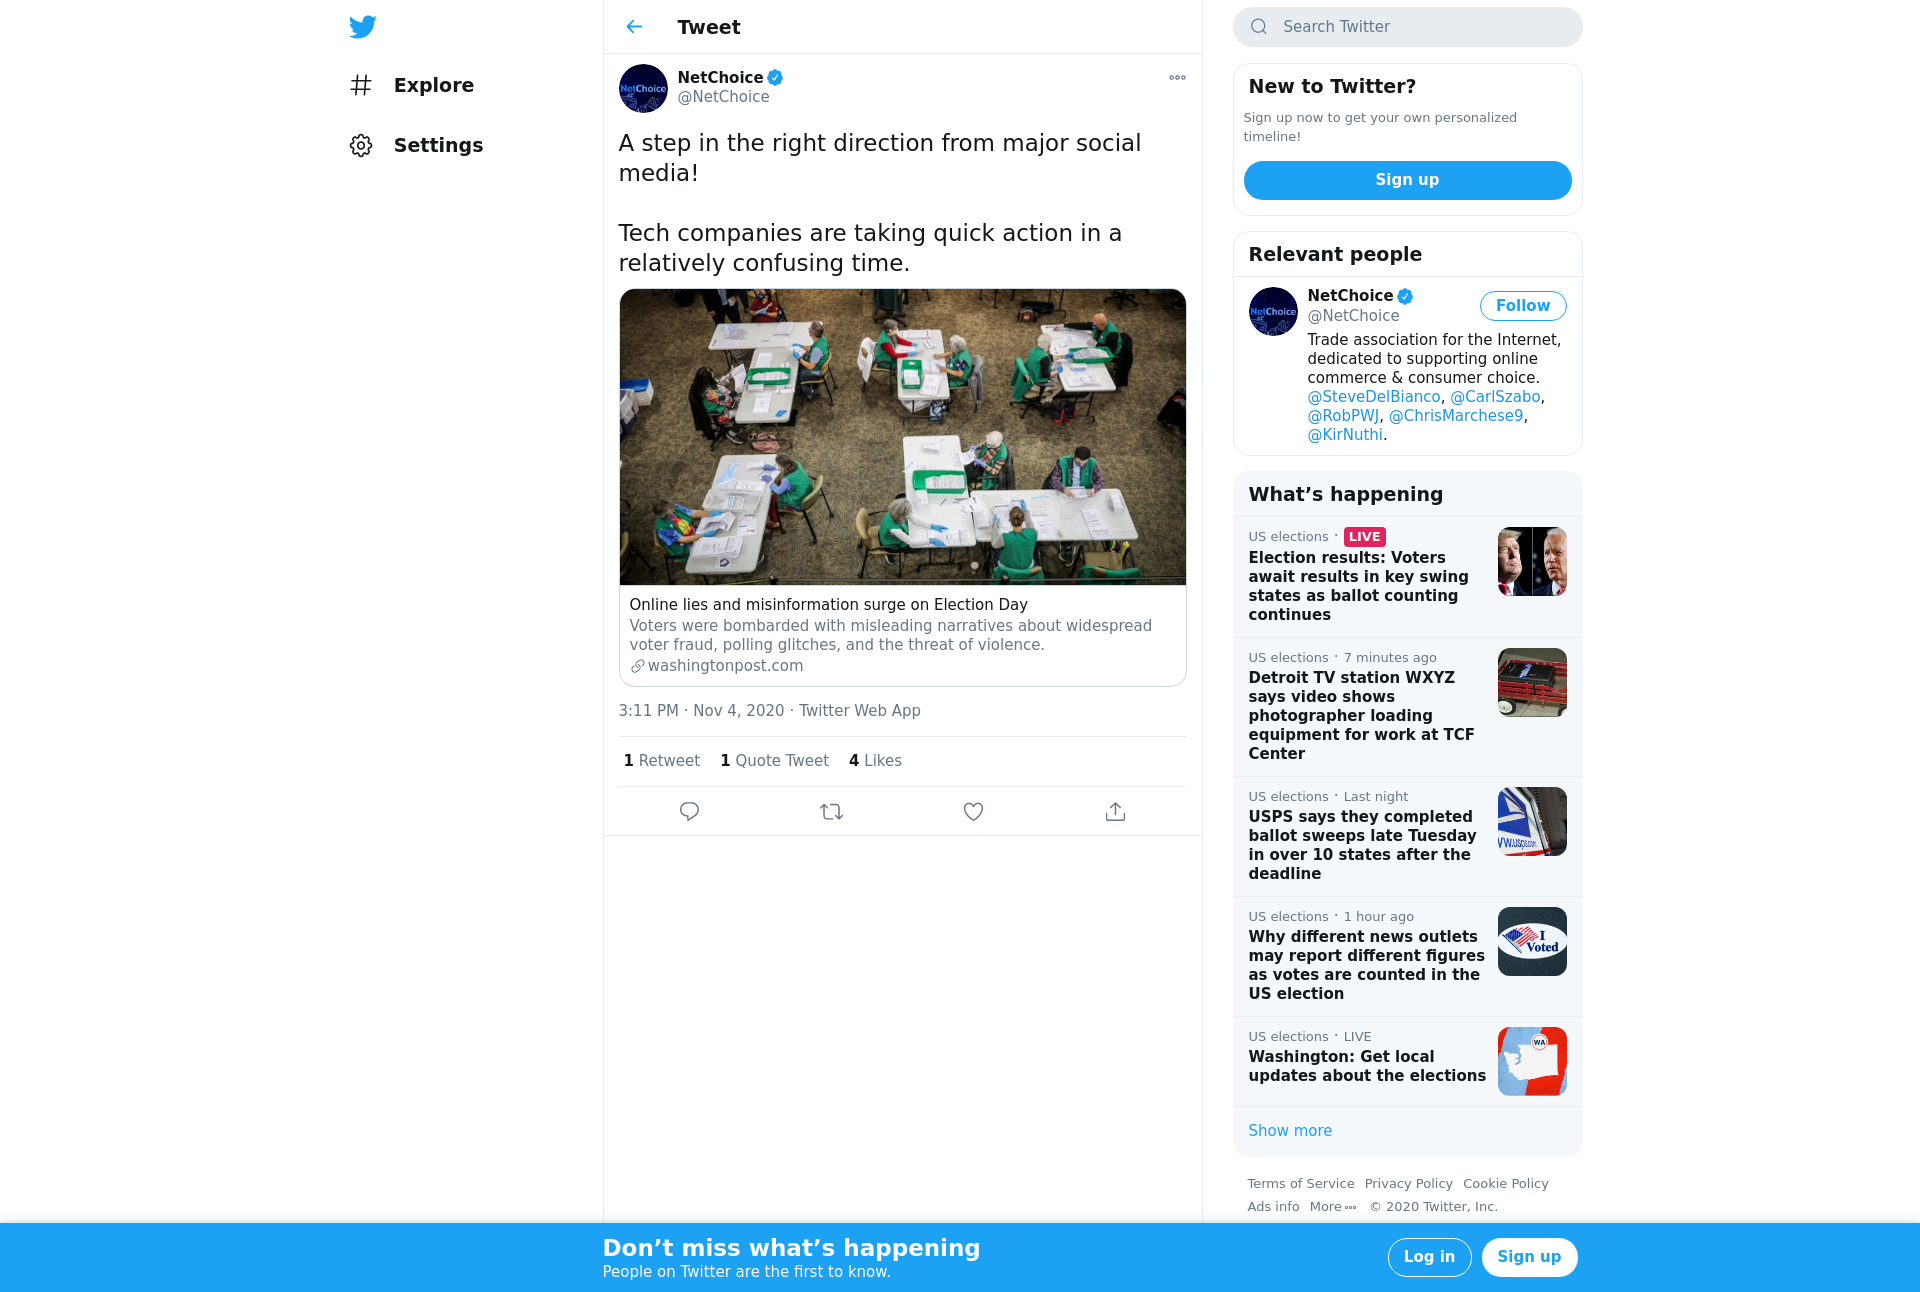 Tweet
Search Twitter
Explore
Settings
NetChoice
NetChoice
@NetChoice
A step in the right direction from major social
media!
Tech companies are taking quick action in a
relatively confusing time.
Online lies and misinformation surge on Election Day
Voters were bombarded with misleading narratives about widespread
voter fraud, polling glitches, and the threat of violence.
washingtonpost.com
3:11 PM · Nov 4, 2020 · Twitter Web App
1 Retweet 1 Quote Tweet 4 Likes
New to Twitter?
Sign up now to get your own personalized
timeline!
Sign up
Relevant people
NetChoice
NetChoice
@NetChoice
Follow
Trade association for the Internet,
dedicated to supporting online
commerce & consumer choice.
@SteveDelBianco, @CarlSzabo,
@RobPWJ, @ChrisMarchese9,
@KirNuthi.
What’s happening
US elections · LIVE
Election results: Voters
await results in key swing
states as ballot counting
continues
US elections · 7 minutes ago
Detroit TV station WXYZ
says video shows
photographer loading
equipment for work at TCF
Center
US elections · Last night
USPS says they completed
ballot sweeps late Tuesday
in over 10 states after the
deadline
US elections · 1 hour ago
Why different news outlets
may report different figures
as votes are counted in the
US election
I
Voted
US elections · LIVE
Washington: Get local
updates about the elections
WA
Show more
Terms of Service Privacy Policy Cookie Policy
Ads info More © 2020 Twitter, Inc.
Don’t miss what’s happening
People on Twitter are the first to know.
Log in
Sign up